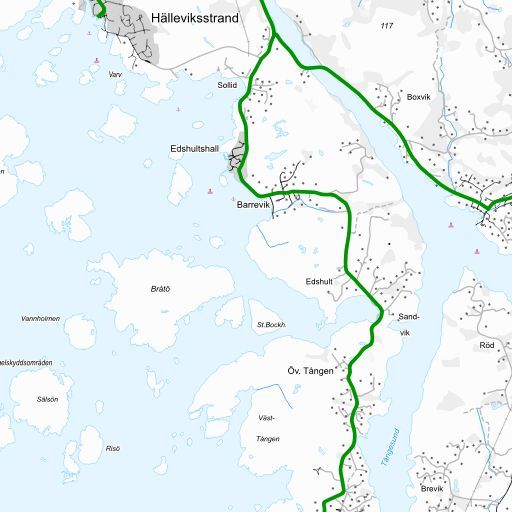 Hälleviksstrand
117
Varv
Sollid
Boxvik
Edshultshall
Barrevik
Edshult
Bråtö
Vannholmen
St.Bockh.
Sand-
vik
Röd
gelskyddsområden
Öv. Tången
Sälsön
Väst-
Tången
Risö
Tångesund
Brevik